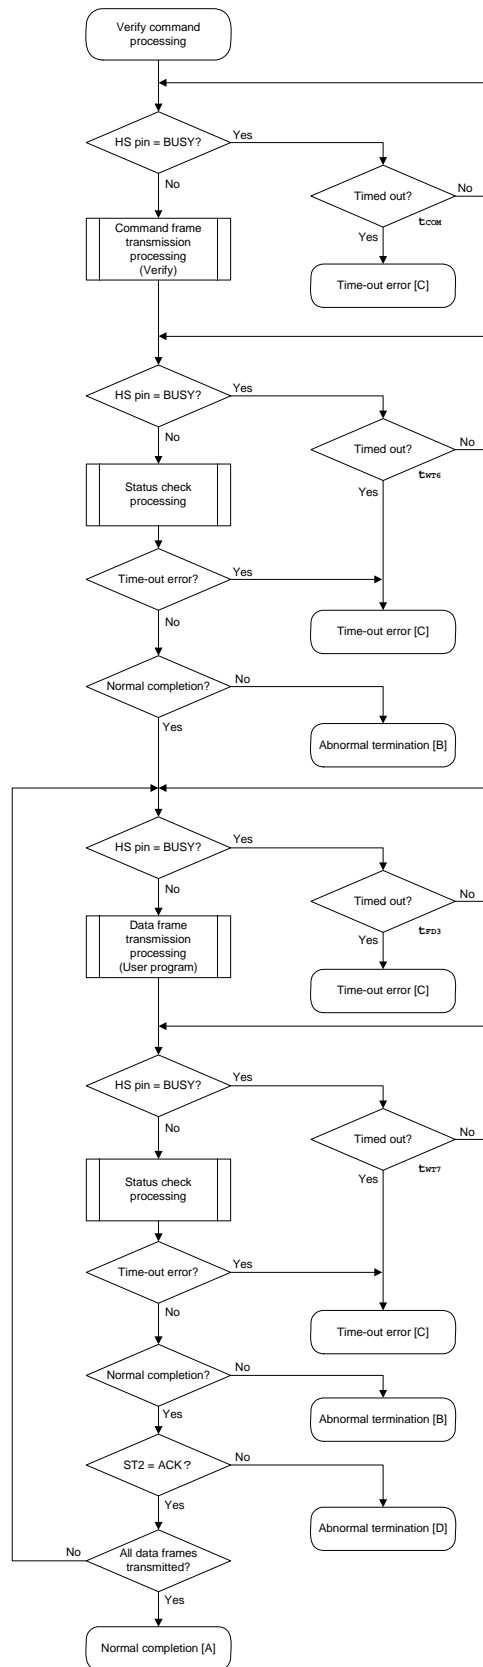 Verify command
processing
HS pin = BUSY?
Yes
No
Timed out?
No
tCOM
Yes
Command frame
transmission
processing
(Verify)
Time-out error [C]
HS pin = BUSY?
Yes
No
Timed out?
No
tWT6
Yes
Status check
processing
Time-out error?
Yes
No
Time-out error [C]
Normal completion?
No
Yes
Abnormal termination [B]
HS pin = BUSY?
Yes
No
Timed out?
No
tFD3
Yes
Data frame
transmission
processing
(User program)
Time-out error [C]
HS pin = BUSY?
Yes
No
Timed out?
No
tWT7
Yes
Status check
processing
Time-out error?
Yes
No
Time-out error [C]
Normal completion?
No
Yes
Abnormal termination [B]
ST2 = ACK?
No
Yes
Abnormal termination [D]
No
All data frames
transmitted?
Yes
Normal completion [A]